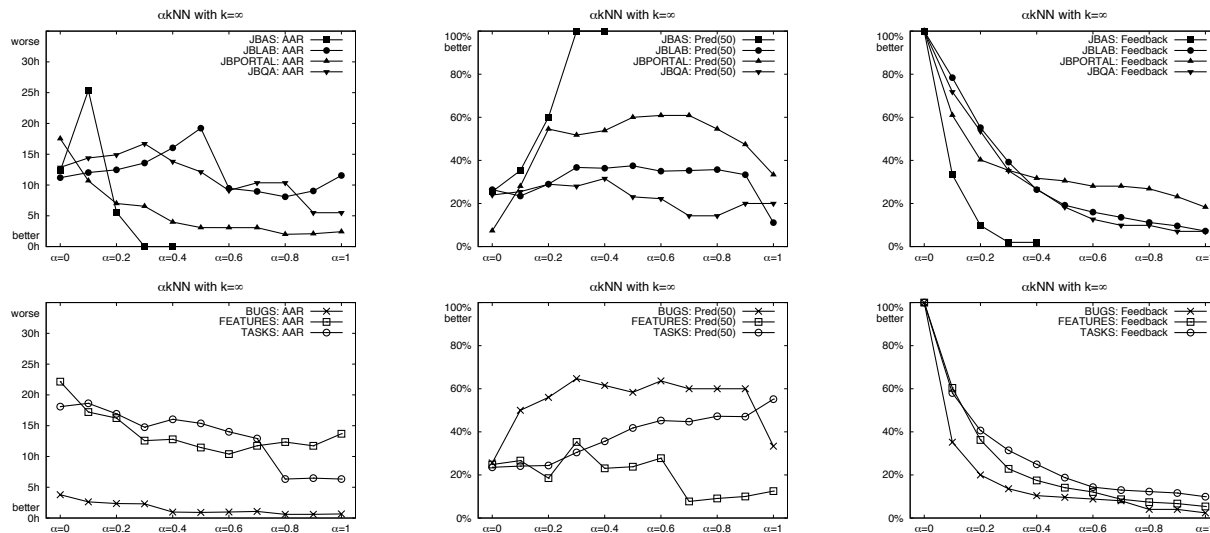 αkNN with k=∞
worse
30h
25h
20h
15h
10h
5h
better
0h
α=0
α=0.2
α=0.4
α=0.6
α=0.8
α=1
JBAS: AAR
JBLAB: AAR
JBPORTAL: AAR
JBQA: AAR
αkNN with k=∞
100%
better
80%
60%
40%
20%
0%
α=0
α=0.2
α=0.4
α=0.6
α=0.8
α=1
JBAS: Pred(50)
JBLAB: Pred(50)
JBPORTAL: Pred(50)
JBQA: Pred(50)
αkNN with k=∞
100%
better
80%
60%
40%
20%
0%
α=0
α=0.2
α=0.4
α=0.6
α=0.8
α=1
JBAS: Feedback
JBLAB: Feedback
JBPORTAL: Feedback
JBQA: Feedback
αkNN with k=∞
worse
30h
25h
20h
15h
10h
5h
better
0h
α=0
α=0.2
α=0.4
α=0.6
α=0.8
α=1
BUGS: AAR
FEATURES: AAR
TASKS: AAR
αkNN with k=∞
100%
better
80%
60%
40%
20%
0%
α=0
α=0.2
α=0.4
α=0.6
α=0.8
α=1
BUGS: Pred(50)
FEATURES: Pred(50)
TASKS: Pred(50)
αkNN with k=∞
100%
better
80%
60%
40%
20%
0%
α=0
α=0.2
α=0.4
α=0.6
α=0.8
BUGS: Feedback
FEATURES: Feedback
TASKS: Feedback